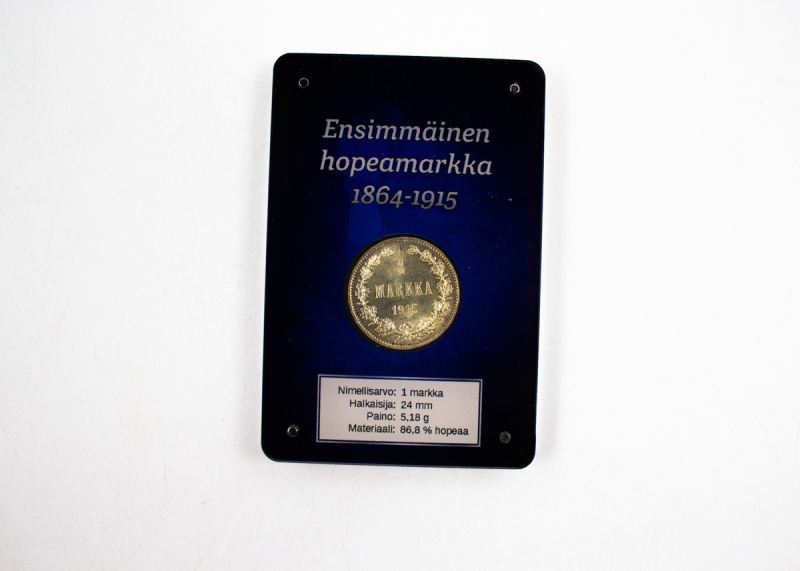 Ensimmäinen
hopeamarkka
1864-1915
1
MARKKA
1915
Nimellisarvo: 1 markka
Halkaisija: 24 mm
Paino: 5,18 g
Materiaali: 86,8 % hopeaa